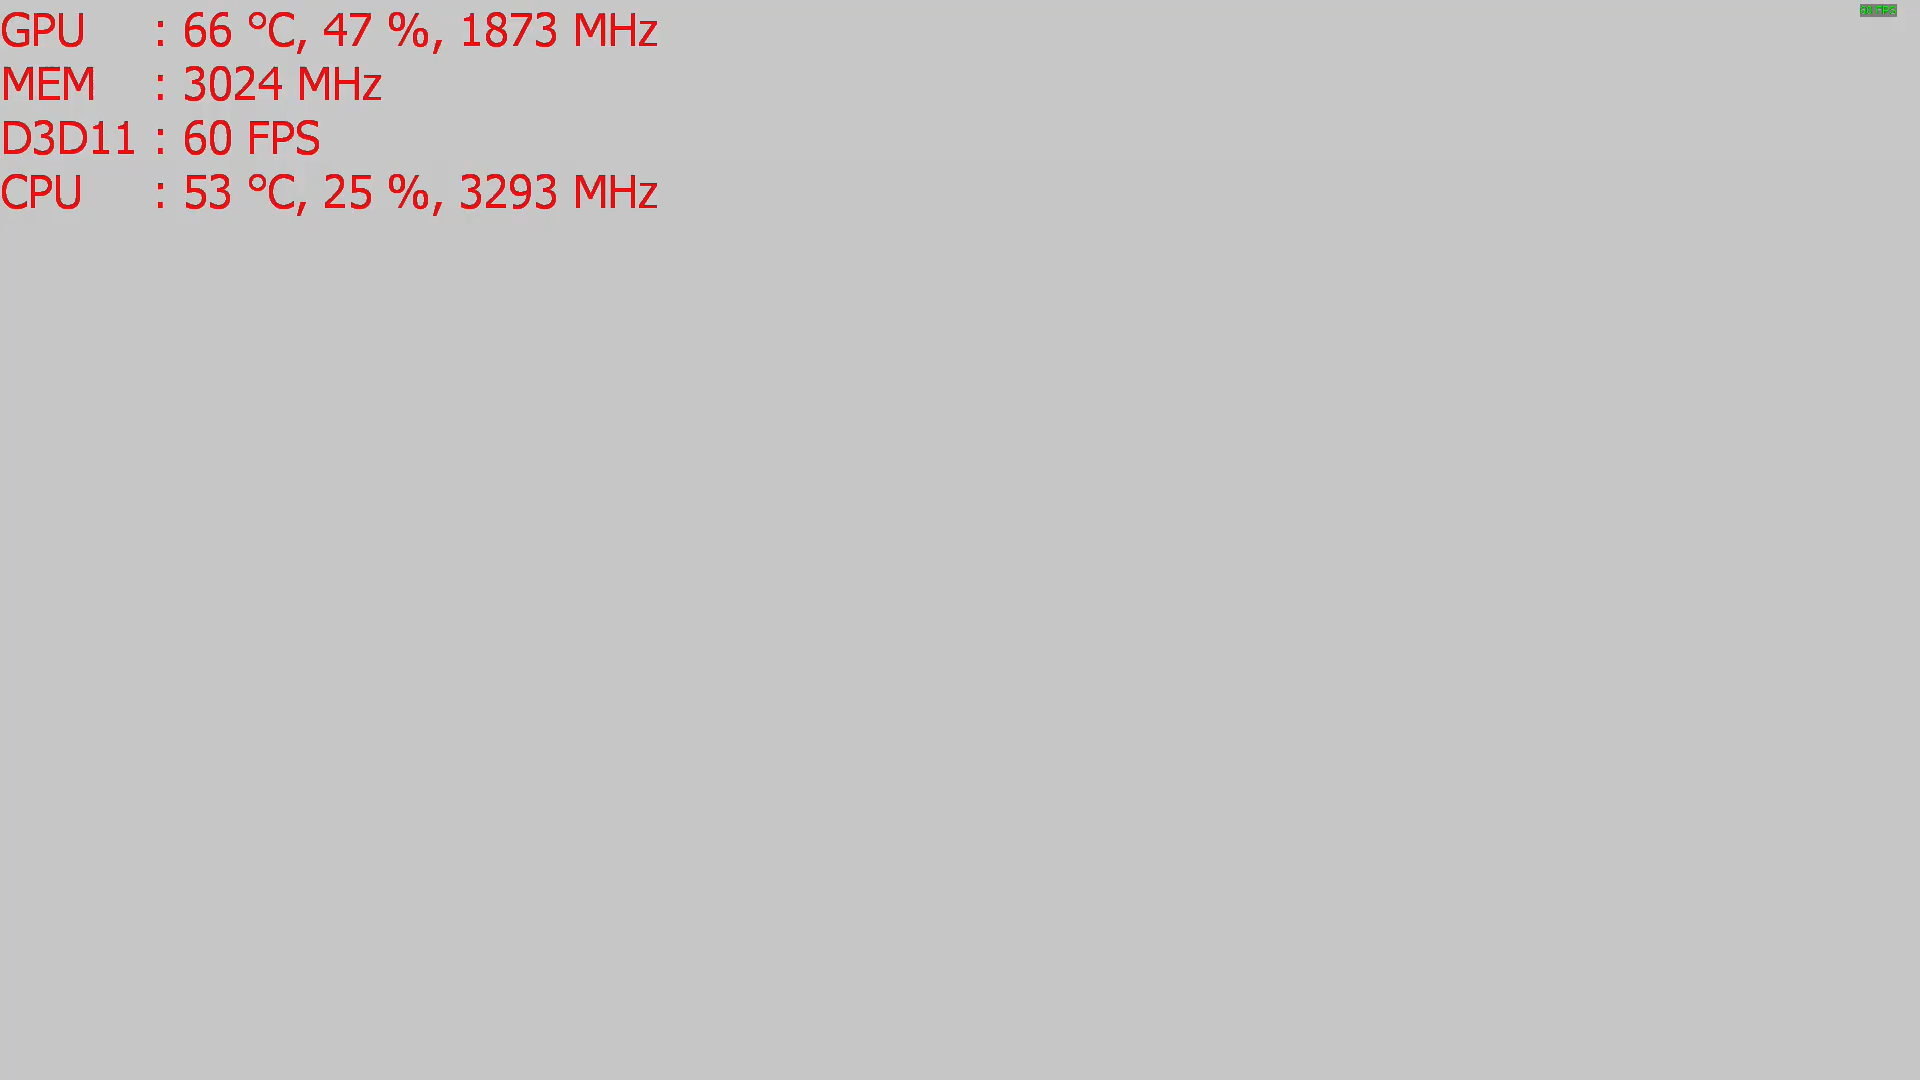 GPU : 66 °C, 47 %, 1873 MHz
MEM : 3024 MHz
D3D11 : 60 FPS
CPU : 53 °C, 25 %, 3293 MHz